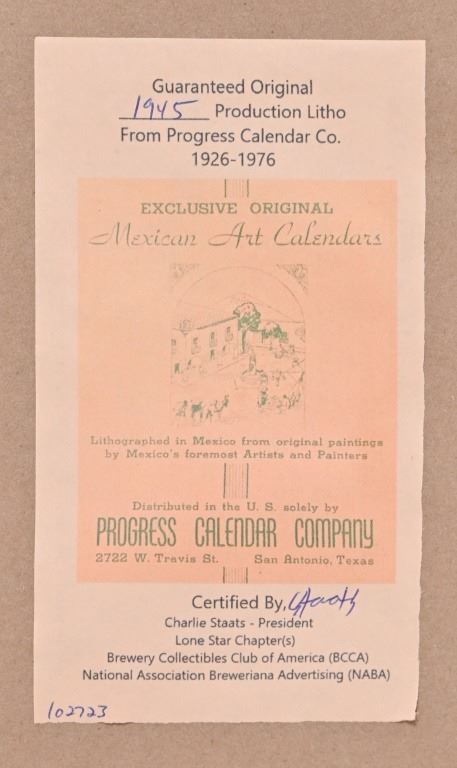 Guaranteed Original
1945 Production Litho
From Progress Calendar Co.
1926-1976
EXCLUSIVE ORIGINAL
Mexican Art Calendars
Lithographed in Mexico from original paintings
by Mexico's foremost Artists and Painters
Distributed in the U. S. solely by
PROGRESS CALENDAR COMPANY
2722 W. Travis St. San Antonio, Texas
Certified By, CStaats
Charlie Staats - President
Lone Star Chapter(s)
Brewery Collectibles Club of America (BCCA)
National Association Breweriana Advertising (NABA)
102723